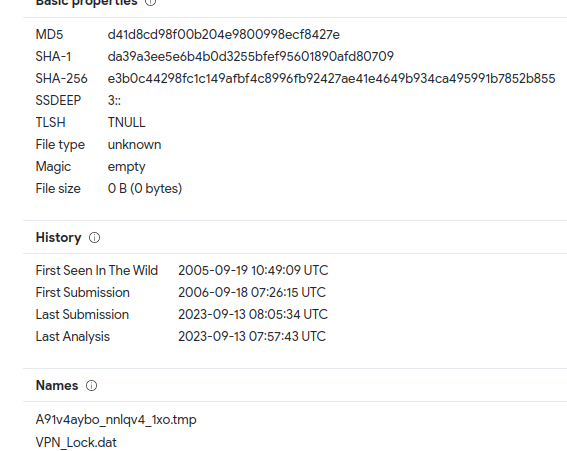 Basic properties
MD5 d41d8cd98f00b204e9800998ecf8427e
SHA-1 da39a3ee5e6b4b0d3255bfef95601890afd80709
SHA-256 e3b0c44298fc1c149afbf4c8996fb92427ae41e4649b934ca495991b7852b855
SSDEEP 3::
TLSH TNULL
File type unknown
Magic empty
File size 0 B (0 bytes)
History
First Seen In The Wild 2005-09-19 10:49:09 UTC
First Submission 2006-09-18 07:26:15 UTC
Last Submission 2023-09-13 08:05:34 UTC
Last Analysis 2023-09-13 07:57:43 UTC
Names
A91v4aybo_nnlqv4_1xo.tmp
VPN_Lock.dat